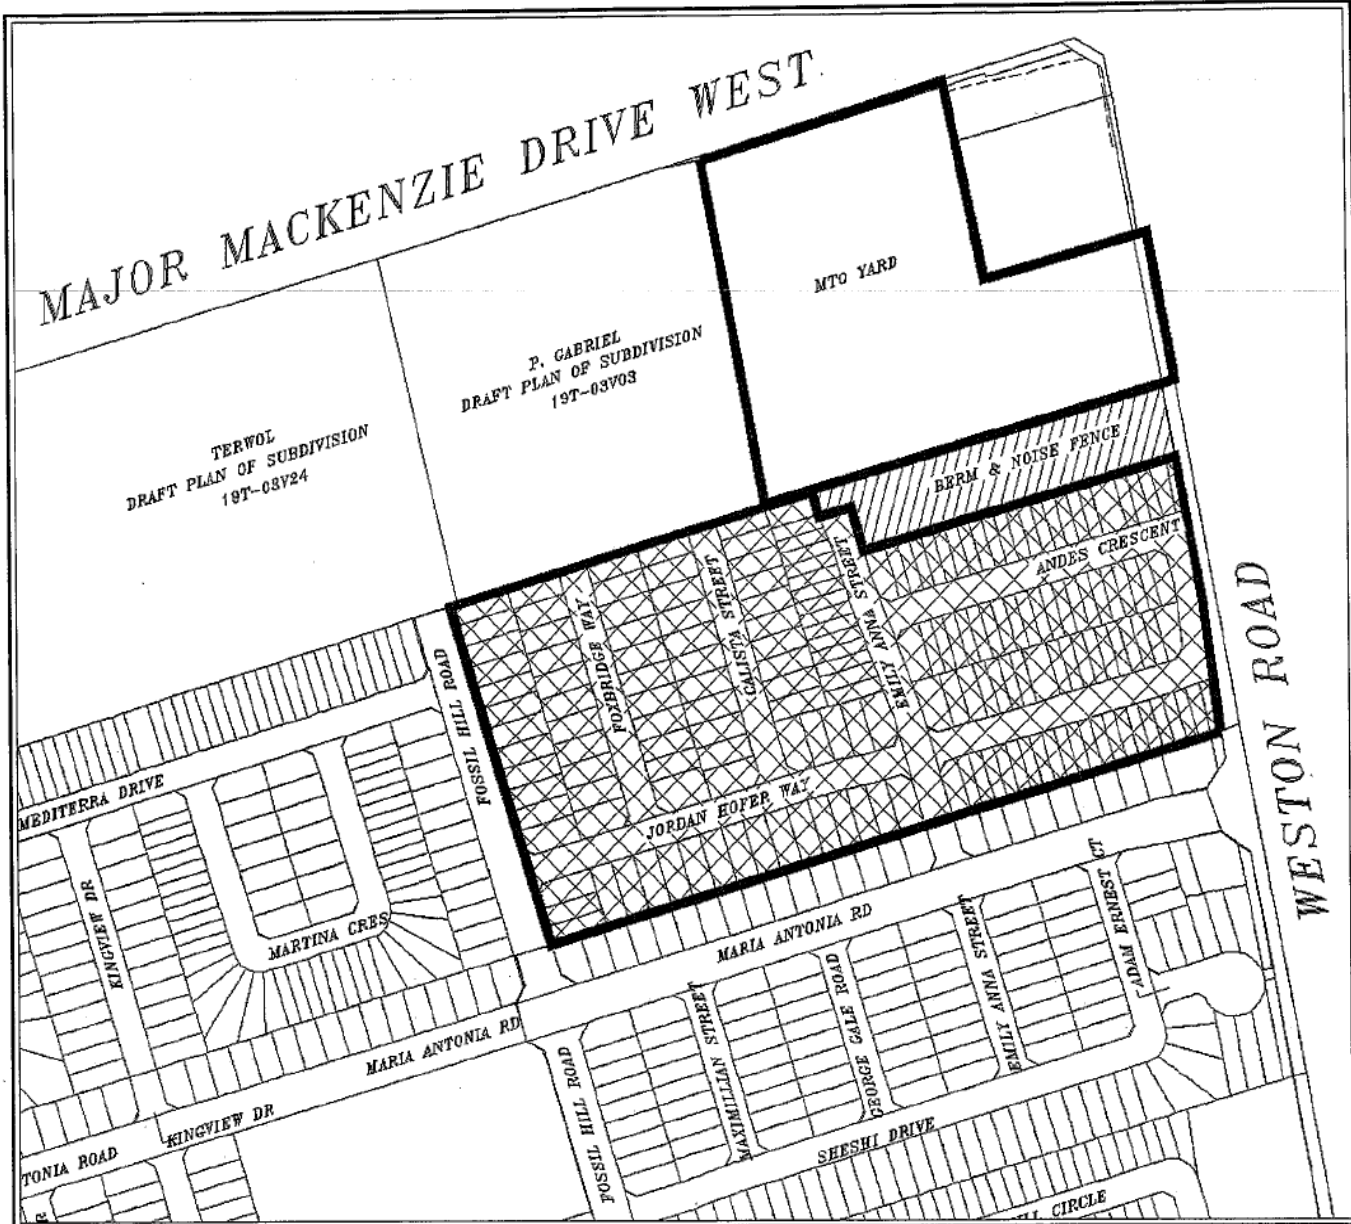 MAJOR MACKENZIE DRIVE WEST
MTO YARD
P. GABRIEL
DRAFT PLAN OF SUBDIVISION
19T-03V03
TERWOL
DRAFT PLAN OF SUBDIVISION
19T-03V24
BERM & NOISE FENCE
ANDES CRESCENT
EMILY ANNA STREET
CALISTA STREET
FOXBRIDGE WAY
JORDAN HOFER WAY
FOSSIL HILL ROAD
WESTON ROAD
MEDITERRA DRIVE
KINGVIEW DR
MARTINA CRES
MARIA ANTONIA RD
MARIA ANTONIA RD
ADAM ERNEST CT
EMILY ANNA STREET
GEORGE GALE ROAD
MAXIMILLIAN STREET
FOSSIL HILL ROAD
KINGVIEW DR
SHESHI DRIVE
TONIA ROAD
LL CIRCLE